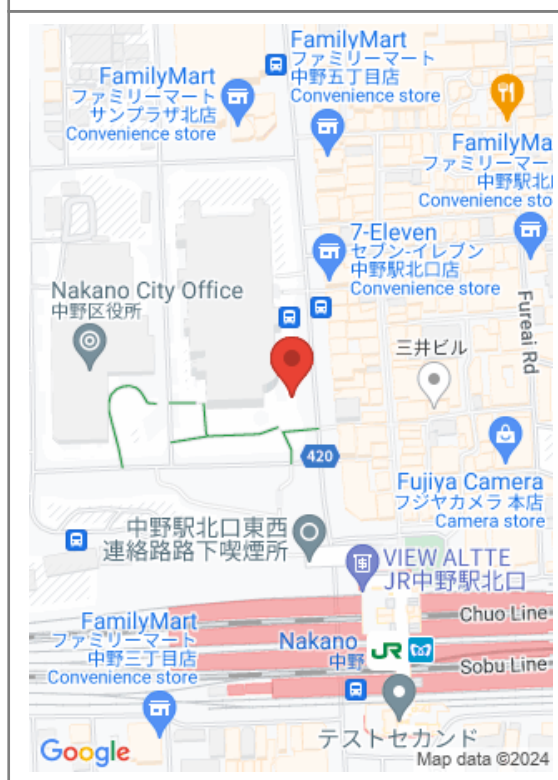 FamilyMart
ファミリーマート
中野五丁目店
Convenience store
FamilyMart
ファミリーマート
サンプラザ北店
Convenience store
FamilyMa
ファミリーマー
中野駅北
Convenience sto
7-Eleven
セブン-イレブン
中野駅北口店
Convenience store
Nakano City Office
中野区役所
Fureai Rd
三井ビル
420
Fujiya Camera
フジヤカメラ 本店
Camera store
中野駅北口東西
連絡路路下喫煙所
VIEW ALTTE
JR中野駅北口
Chuo Line
FamilyMart
ファミリーマート
中野三丁目店
Convenience store
Nakano
中野
JR
Sobu Line
テストセカンド
Google
Map data ©2024